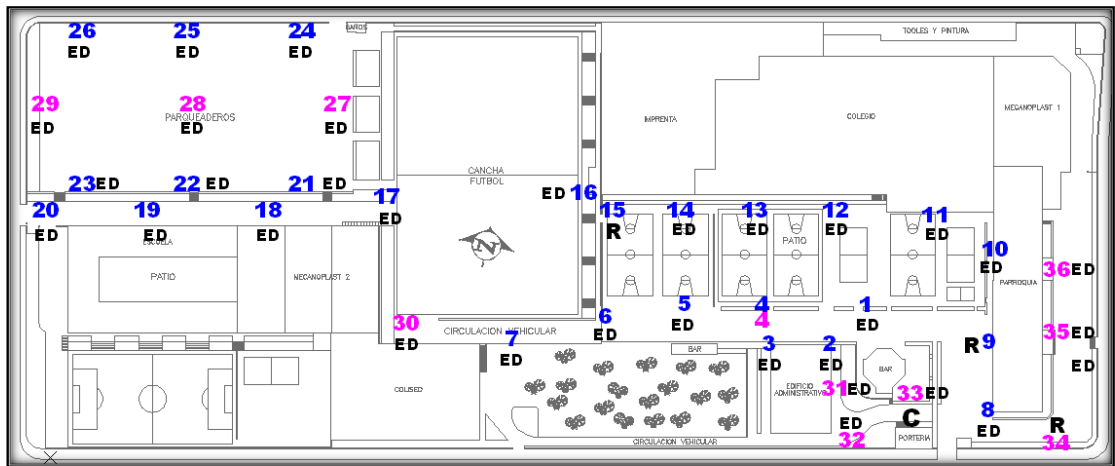 26 25 24
BAÑOS
TOOLES Y PINTURA
ED ED ED
29 28 27
PARQUEADEROS
ED ED ED
IMPRENTA
COLEGIO
MECANOPLAST 1
CANCHA
FUTBOL
23 ED 22 ED 21 ED
17
ED
ED 16
20 19 18
ED ED ED
ESCUELA
PATIO
MECANOPLAST 2
N
15 14 13 12 11
R ED ED ED ED
PATIO
10
ED
PARROQUIA
36 ED
30
ED
CIRCULACION VEHICULAR
6
ED
5
ED
4
4
1
ED
7
ED
BAR
3
ED
2
ED
BAR
R 9
35 ED
ED
COLISEO
EDIFICIO
ADMINISTRATIVO
31 ED
33 ED
8
ED
C
ED
32
PORTERIA
R
34
CIRCULACION VEHICULAR